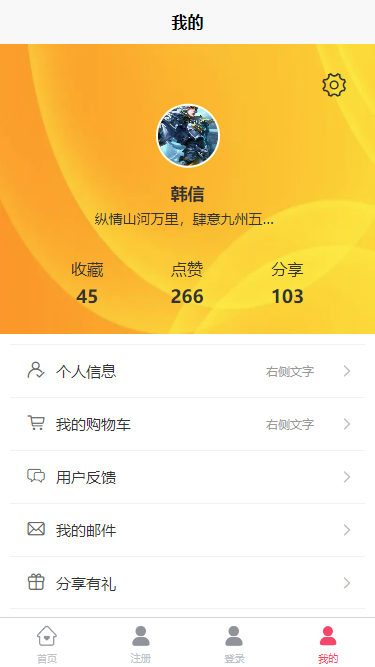 我的
韩信
纵情山河万里，肆意九州五...
收藏 点赞 分享
45 266 103
个人信息 右侧文字
我的购物车 右侧文字
用户反馈
我的邮件
分享有礼
首页 注册 登录 我的